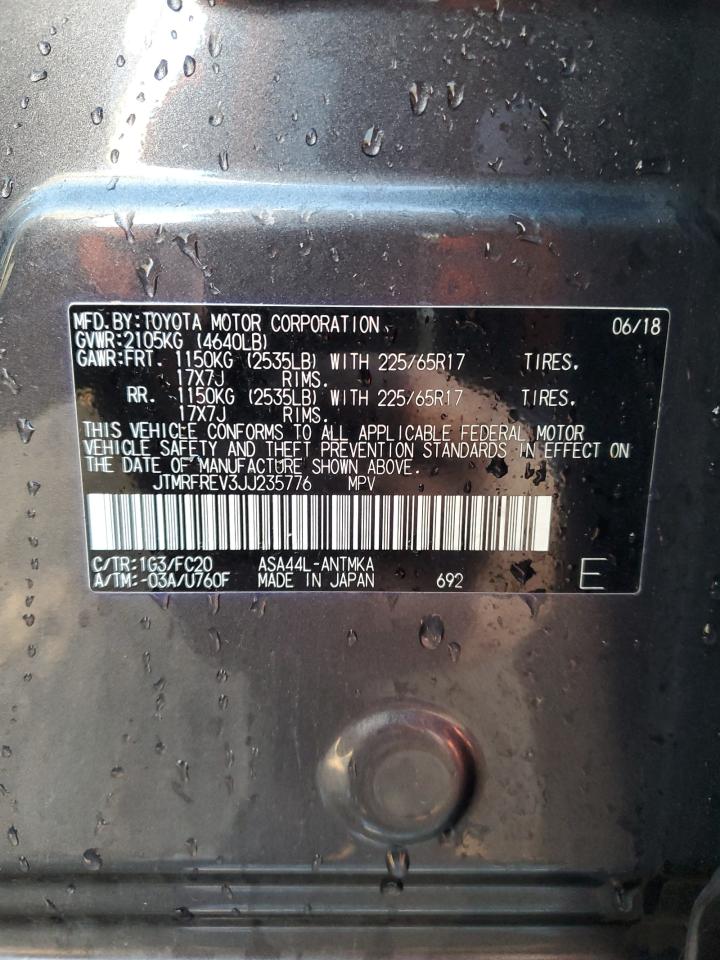 MFD.BY:TOYOTA MOTOR CORPORATION 06/18
GVWR:2105KG (4640LB)
GAWR:FRT. 1150KG (2535LB) WITH 225/65R17 TIRES.
17X7J RIMS.
RR. 1150KG (2535LB) WITH 225/65R17 TIRES.
17X7J RIMS.
THIS VEHICLE CONFORMS TO ALL APPLICABLE FEDERAL MOTOR
VEHICLE SAFETY AND THEFT PREVENTION STANDARDS IN EFFECT ON
THE DATE OF MANUFACTURE SHOWN ABOVE.
JTMRFREV3JJ235776 MPV
C/TR:1G3/FC20 ASA44L-ANTMKA
A/TM:-03A/U760F MADE IN JAPAN 692 E